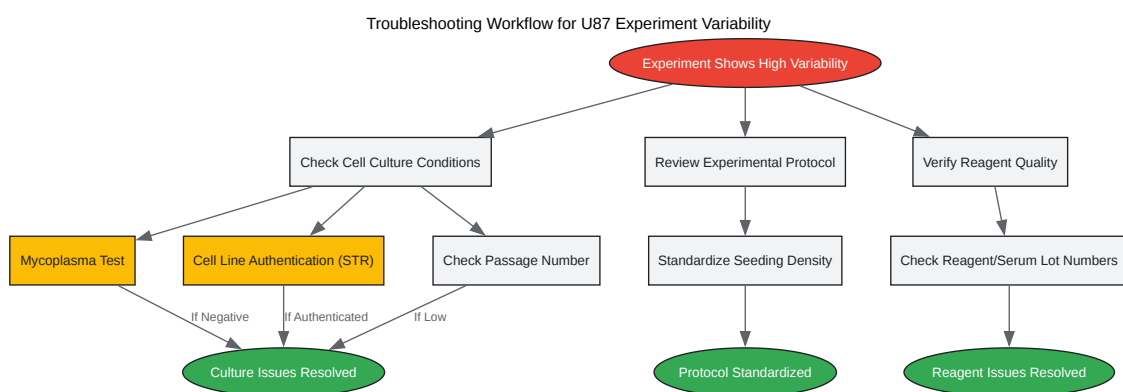 Troubleshooting Workflow for U87 Experiment Variability
Experiment Shows High Variability
Check Cell Culture Conditions
Review Experimental Protocol
Verify Reagent Quality
Mycoplasma Test
Cell Line Authentication (STR)
Check Passage Number
Standardize Seeding Density
Check Reagent/Serum Lot Numbers
If Negative
If Authenticated
If Low
Culture Issues Resolved
Protocol Standardized
Reagent Issues Resolved